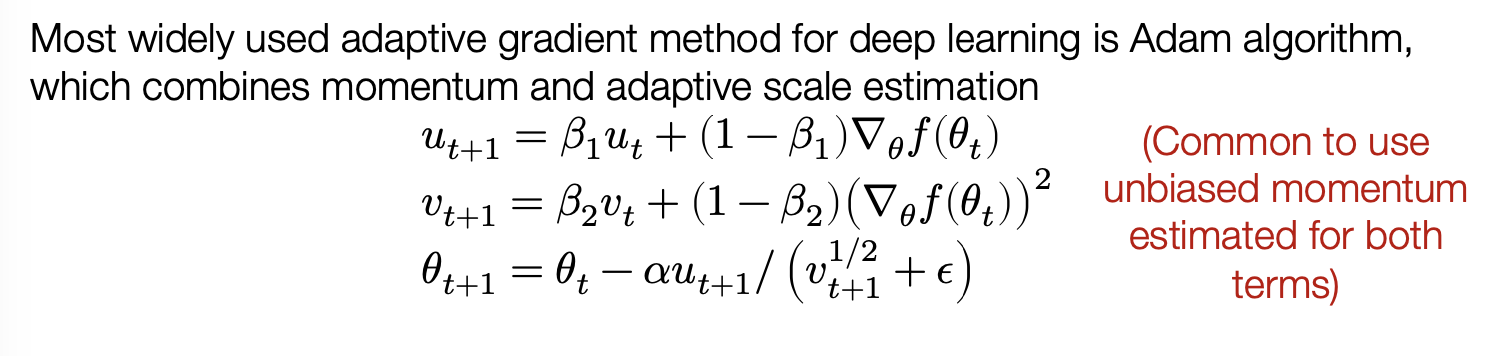 Most widely used adaptive gradient method for deep learning is Adam algorithm,
which combines momentum and adaptive scale estimation
u_{t+1} = β_1 u_t + (1 − β_1)∇_θ f(θ_t)
v_{t+1} = β_2 v_t + (1 − β_2)(∇_θ f(θ_t))^2
θ_{t+1} = θ_t − αu_{t+1}/(v_{t+1}^{1/2} + ϵ)
(Common to use
unbiased momentum
estimated for both
terms)